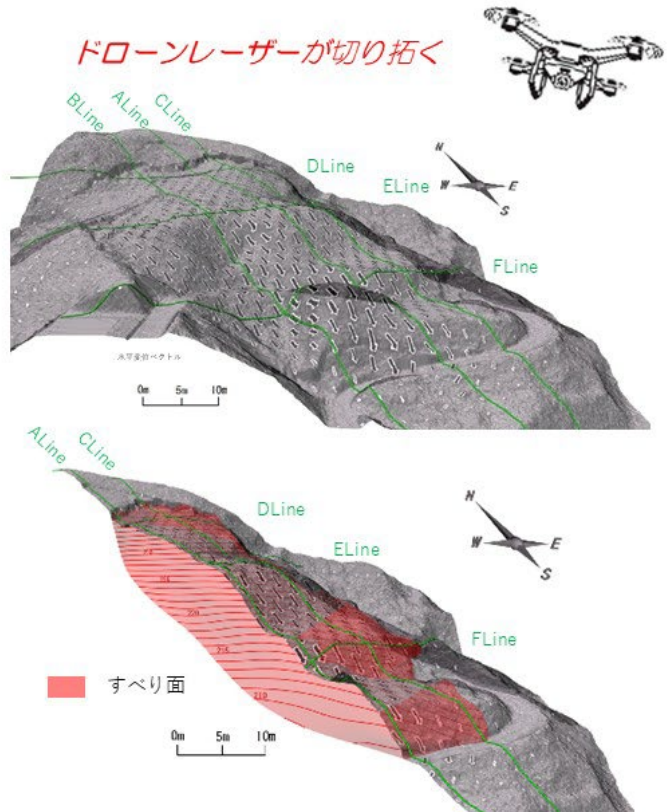 ドローンレーザーが切り拓く
BLine
ALine
CLine
DLine
ELine
FLine
N
W
E
S
水平変位ベクトル
0m 5m 10m
ALine
CLine
DLine
ELine
FLine
N
W
E
S
すべり面
0m 5m 10m